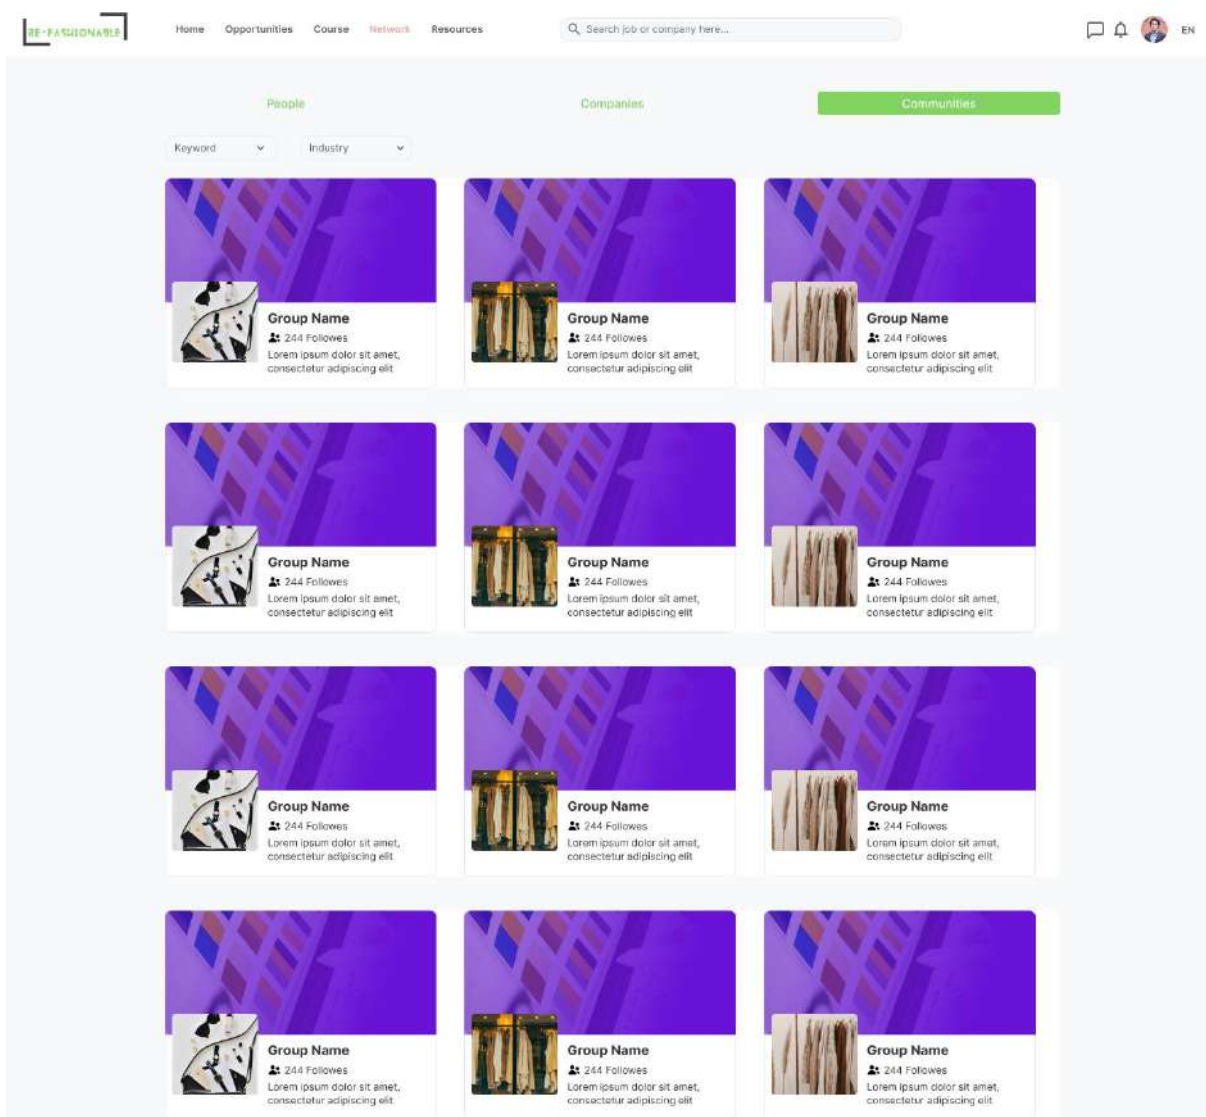 RE-FASHIONABLE
Home Opportunities Course Network Resources
Search job or company here...
EN
People Companies Communities
Keyword Industry
Group Name Group Name Group Name
244 Followes 244 Followes 244 Followes
Lorem ipsum dolor sit amet, Lorem ipsum dolor sit amet, Lorem ipsum dolor sit amet,
consectetur adipiscing elit consectetur adipiscing elit consectetur adipiscing elit
Group Name Group Name Group Name
244 Followes 244 Followes 244 Followes
Lorem ipsum dolor sit amet, Lorem ipsum dolor sit amet, Lorem ipsum dolor sit amet,
consectetur adipiscing elit consectetur adipiscing elit consectetur adipiscing elit
Group Name Group Name Group Name
244 Followes 244 Followes 244 Followes
Lorem ipsum dolor sit amet, Lorem ipsum dolor sit amet, Lorem ipsum dolor sit amet,
consectetur adipiscing elit consectetur adipiscing elit consectetur adipiscing elit
Group Name Group Name Group Name
244 Followes 244 Followes 244 Followes
Lorem ipsum dolor sit amet, Lorem ipsum dolor sit amet, Lorem ipsum dolor sit amet,
consectetur adipiscing elit consectetur adipiscing elit consectetur adipiscing elit